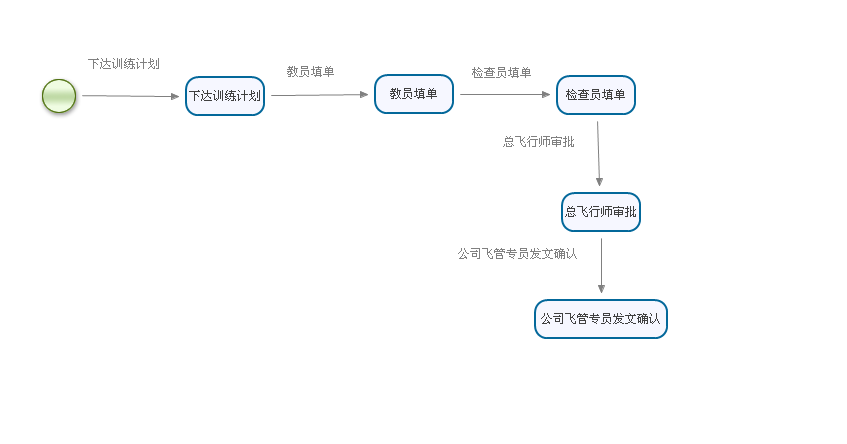 下达训练计划
教员填单
检查员填单
下达训练计划
教员填单
检查员填单
总飞行师审批
总飞行师审批
公司飞管专员发文确认
公司飞管专员发文确认